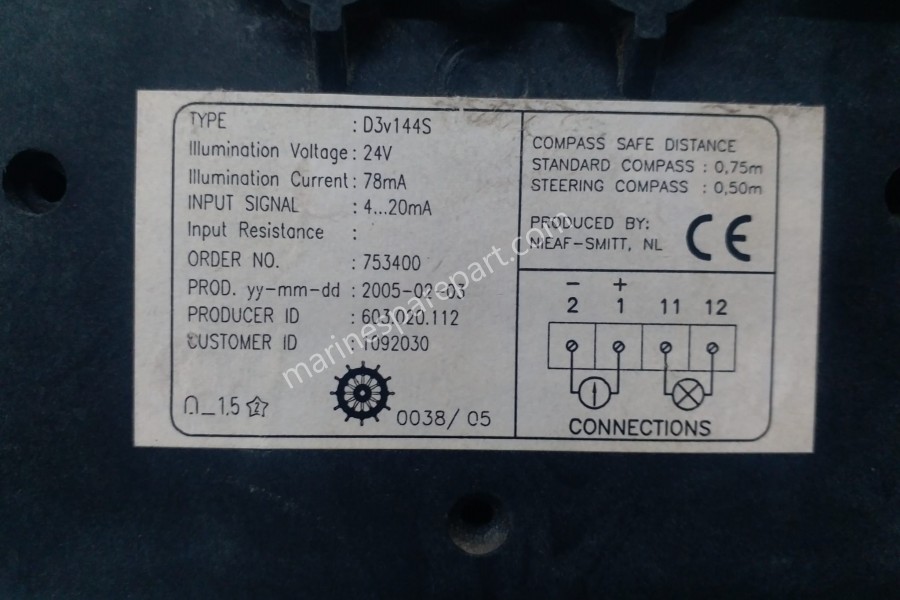 TYPE : D3v144S
Illumination Voltage : 24V
Illumination Current : 78mA
INPUT SIGNAL : 4...20mA
Input Resistance :
ORDER NO. : 753400
PROD. yy-mm-dd : 2005-02-03
PRODUCER ID : 603.020.112
CUSTOMER ID : 1092030
1,5 2
0038/ 05
COMPASS SAFE DISTANCE
STANDARD COMPASS : 0,75m
STEERING COMPASS : 0,50m
PRODUCED BY:
NIEAF-SMITT, NL
CE
− +
2 1 11 12
CONNECTIONS
marinesparepart.com